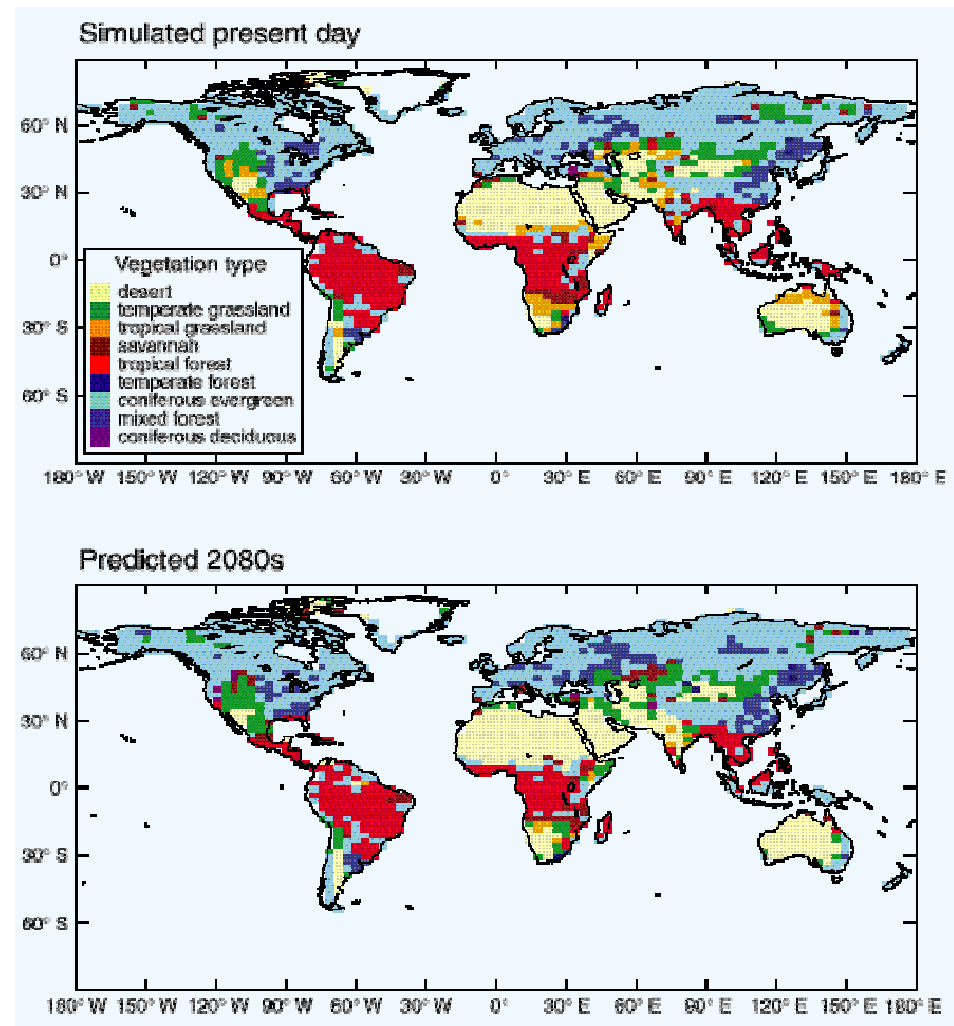 Simulated present day
60° N
30° N
0°
30° S
60° S
Vegetation type
desert
temperate grassland
tropical grassland
savannah
tropical forest
temperate forest
coniferous evergreen
mixed forest
coniferous deciduous
180° W 150° W 120° W 90° W 60° W 30° W 0° 30° E 60° E 90° E 120° E 150° E 180° E
Predicted 2080s
60° N
30° N
0°
30° S
60° S
180° W 150° W 120° W 90° W 60° W 30° W 0° 30° E 60° E 90° E 120° E 150° E 180° E